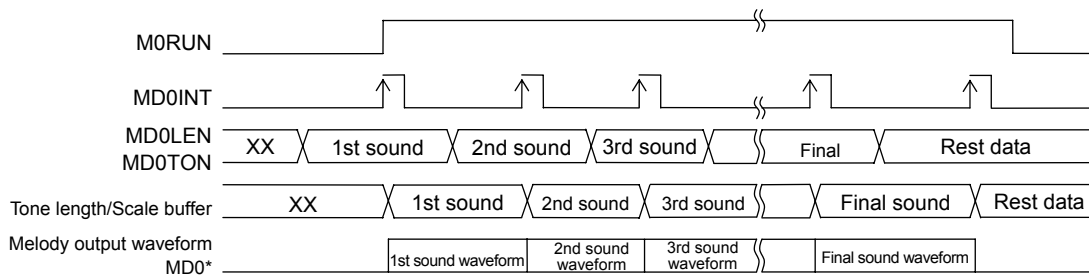 M0RUN
MD0INT
MD0LEN
MD0TON
XX 1st sound 2nd sound 3rd sound Final Rest data
Tone length/Scale buffer XX 1st sound 2nd sound 3rd sound Final sound Rest data
Melody output waveform
MD0* 1st sound waveform 2nd sound waveform 3rd sound waveform Final sound waveform